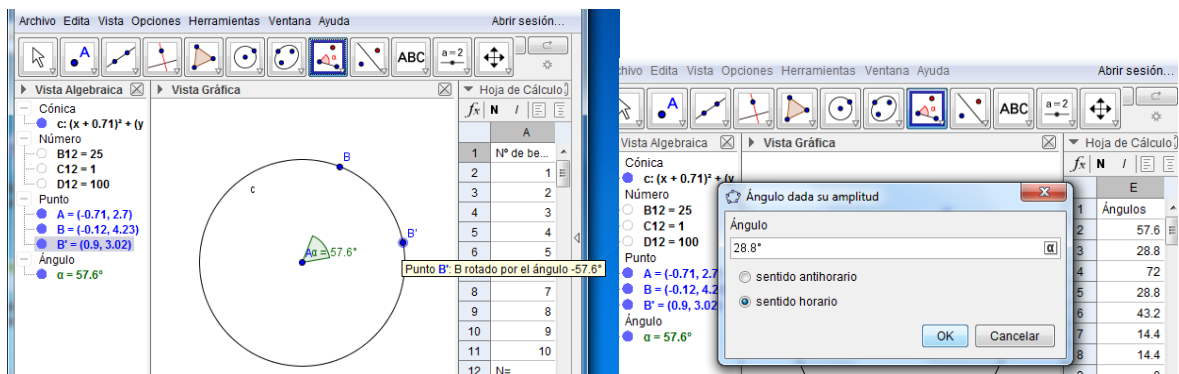 Archivo Edita Vista Opciones Herramientas Ventana Ayuda Abrir sesión...
A α ABC a=2
Vista Algebraica Vista Gráfica Hoja de Cálculo
Cónica
c: (x + 0.71)² + (y
Número
B12 = 25
C12 = 1
D12 = 100
Punto
A = (-0.71, 2.7)
B = (-0.12, 4.23)
B' = (0.9, 3.02)
Ángulo
α = 57.6°
c
B
B'
A α = 57.6°
Punto B': B rotado por el ángulo -57.6°
fx N I
A
1 Nº de be...
2 1
3 2
4 3
5 4
6 5
8 7
9 8
10 9
11 10
12 N=
chivo Edita Vista Opciones Herramientas Ventana Ayuda Abrir sesión...
A α ABC a=2
Vista Algebraica Vista Gráfica Hoja de Cálculo
Cónica
c: (x + 0.71)² + (y
Número
B12 = 25
C12 = 1
D12 = 100
Punto
A = (-0.71, 2.7
B = (-0.12, 4.2
B' = (0.9, 3.02
Ángulo
α = 57.6°
Ángulo dada su amplitud
Ángulo
28.8° α
sentido antihorario
sentido horario
OK Cancelar
fx N I
E
1 Ángulos
2 57.6
3 28.8
4 72
5 28.8
6 43.2
7 14.4
8 14.4